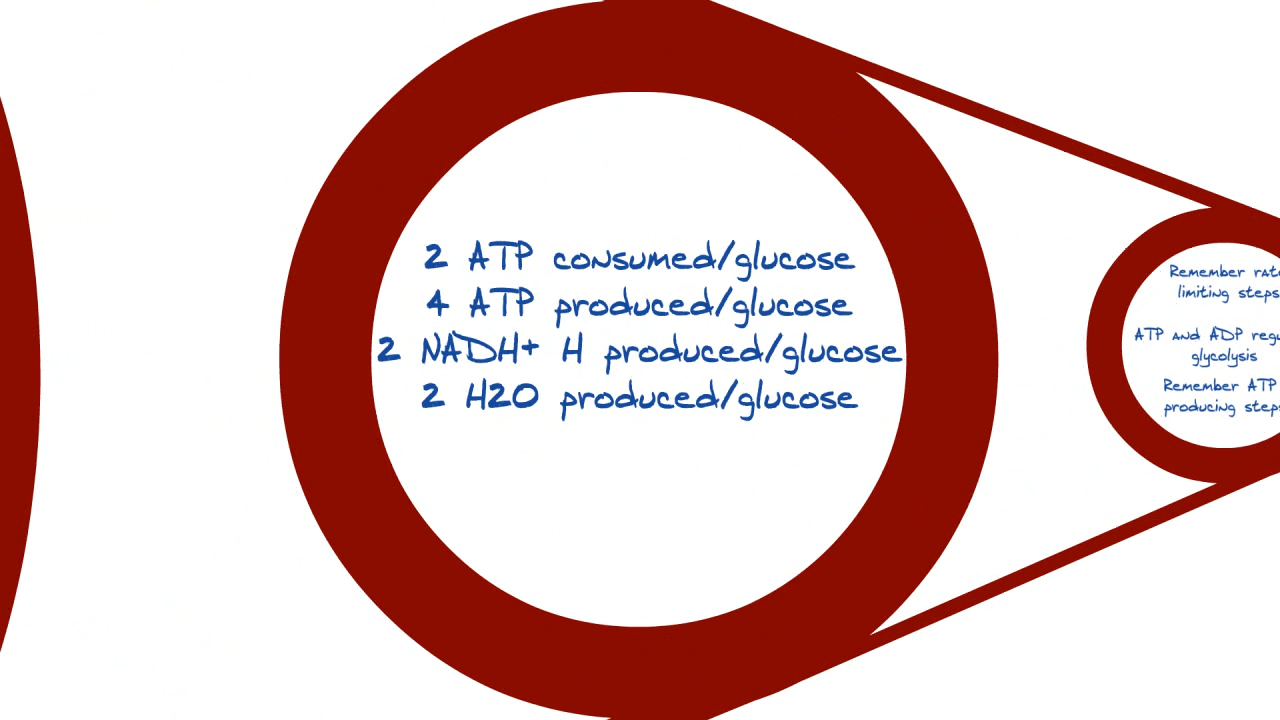 2 ATP consumed/glucose
4 ATP produced/glucose
2 NADH+ H produced/glucose
2 H2O produced/glucose
Remember
limiting steps
ATP and ADP
glycolysis
Remember ATP
producing